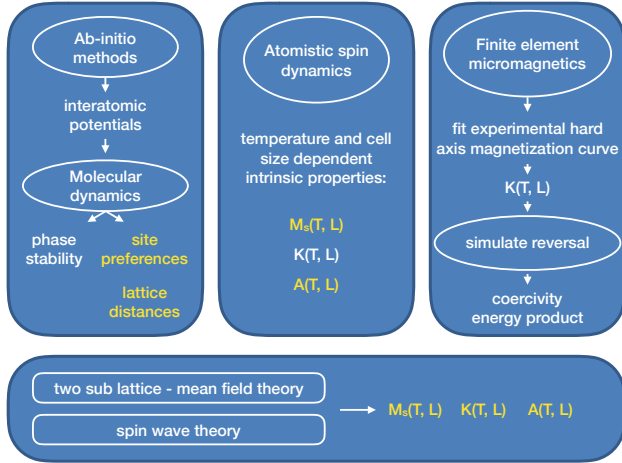 Ab-initio
methods
interatomic
potentials
Molecular
dynamics
phase
stability
site
preferences
lattice
distances
Atomistic spin
dynamics
temperature and cell
size dependent
intrinsic properties:
Mₛ(T, L)
K(T, L)
A(T, L)
Finite element
micromagnetics
fit experimental hard
axis magnetization curve
K(T, L)
simulate reversal
coercivity
energy product
two sub lattice - mean field theory
spin wave theory
Mₛ(T, L) K(T, L) A(T, L)